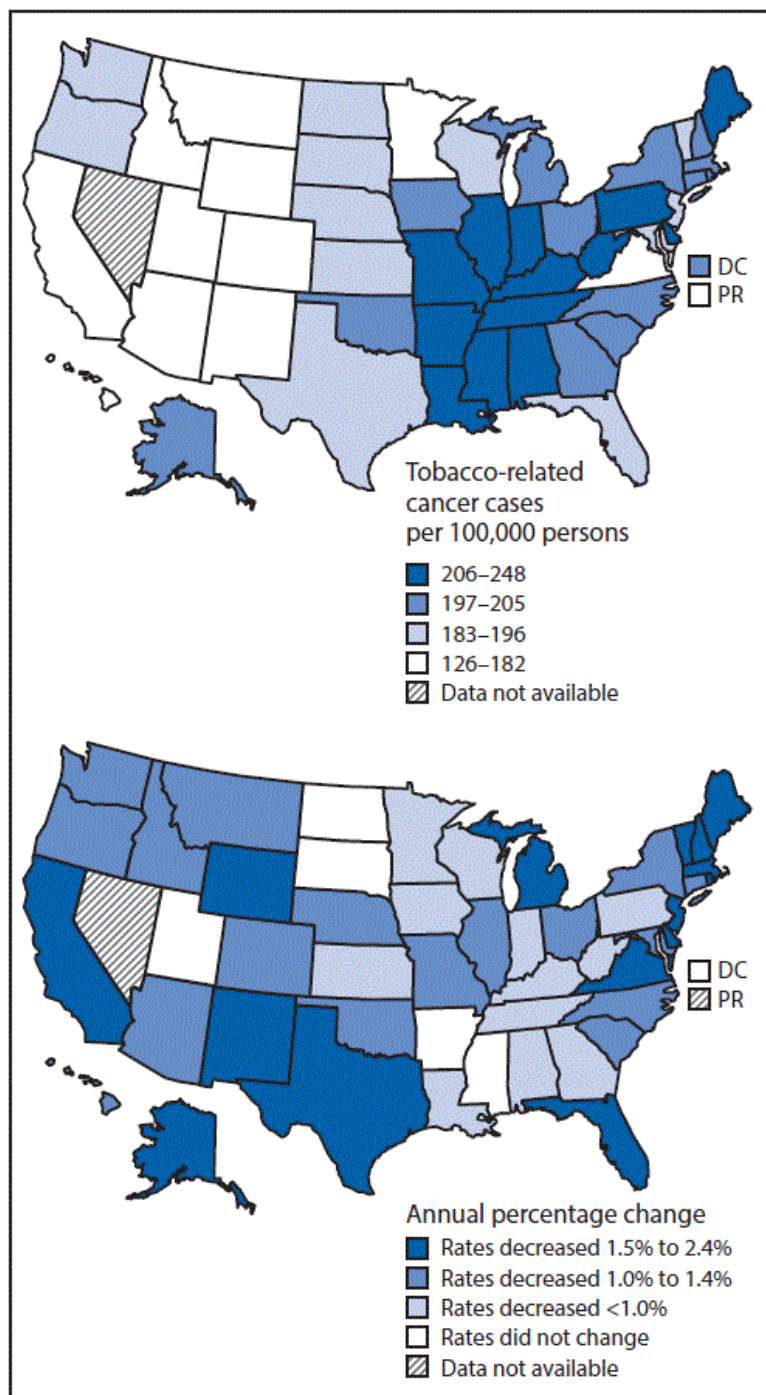 DC
PR
Tobacco-related
cancer cases
per 100,000 persons
206–248
197–205
183–196
126–182
Data not available
DC
PR
Annual percentage change
Rates decreased 1.5% to 2.4%
Rates decreased 1.0% to 1.4%
Rates decreased <1.0%
Rates did not change
Data not available